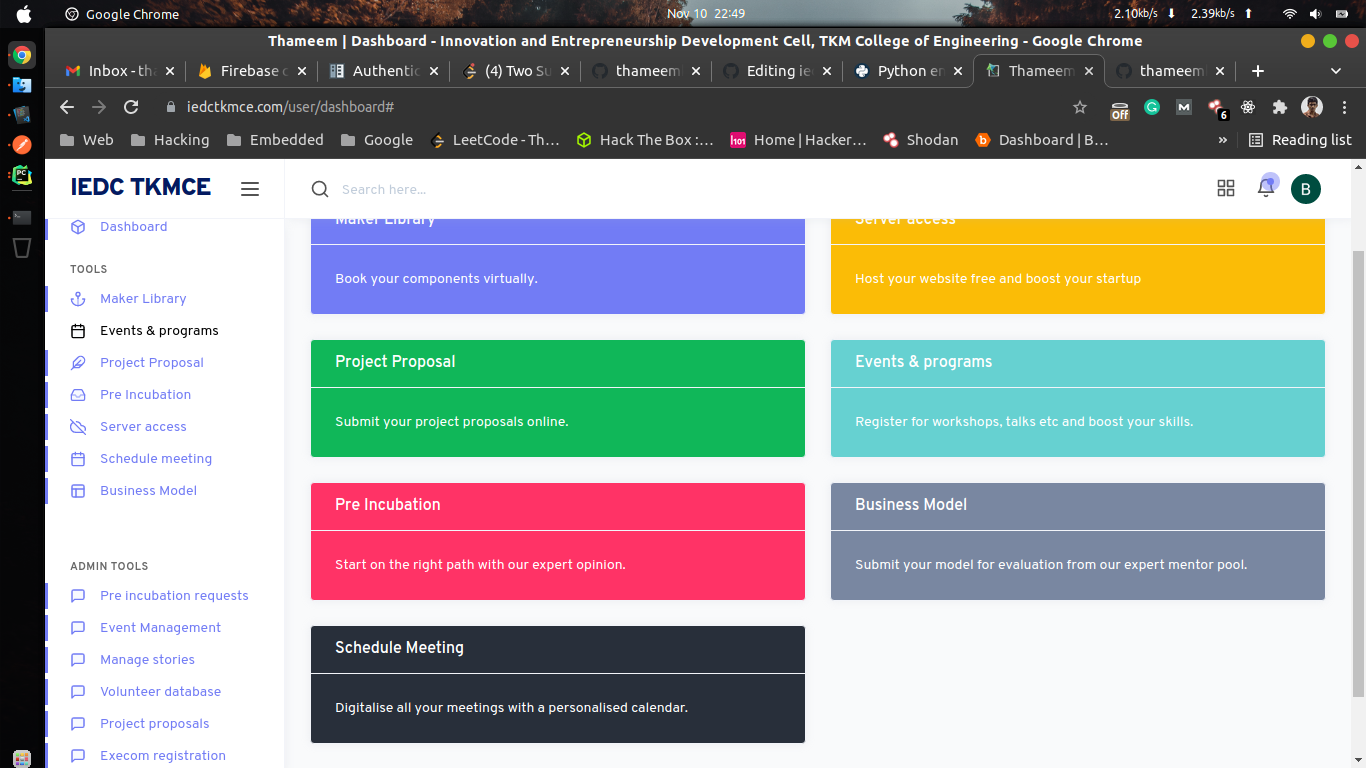 Google Chrome
Nov 10 22:49
2.10kb/s
2.39kb/s
Thameem | Dashboard - Innovation and Entrepreneurship Development Cell, TKM College of Engineering - Google Chrome
Inbox - tha
Firebase c
Authentic
(4) Two Su
thameeml
Editing ie
Python en
Thameem
thameeml
iedctkmce.com/user/dashboard#
Off
6
Web
Hacking
Embedded
Google
LeetCode - Th...
Hack The Box :...
Home | Hacker...
Shodan
Dashboard | B...
»
Reading list
IEDC TKMCE
Search here...
B
Dashboard
TOOLS
Maker Library
Events & programs
Project Proposal
Pre Incubation
Server access
Schedule meeting
Business Model
ADMIN TOOLS
Pre incubation requests
Event Management
Manage stories
Volunteer database
Project proposals
Execom registration
Maker Library
Book your components virtually.
Server access
Host your website free and boost your startup
Project Proposal
Submit your project proposals online.
Events & programs
Register for workshops, talks etc and boost your skills.
Pre Incubation
Start on the right path with our expert opinion.
Business Model
Submit your model for evaluation from our expert mentor pool.
Schedule Meeting
Digitalise all your meetings with a personalised calendar.